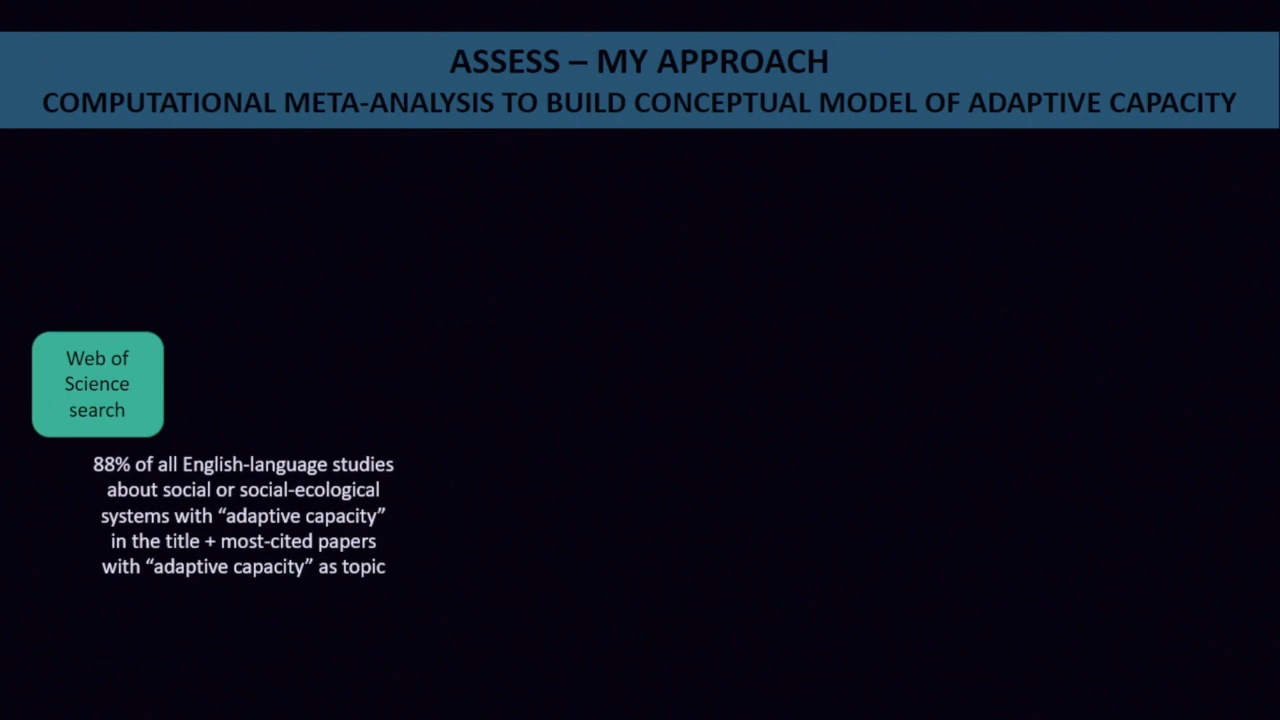 ASSESS – MY APPROACH
COMPUTATIONAL META-ANALYSIS TO BUILD CONCEPTUAL MODEL OF ADAPTIVE CAPACITY
Web of
Science
search
88% of all English-language studies
about social or social-ecological
systems with “adaptive capacity”
in the title + most-cited papers
with “adaptive capacity” as topic